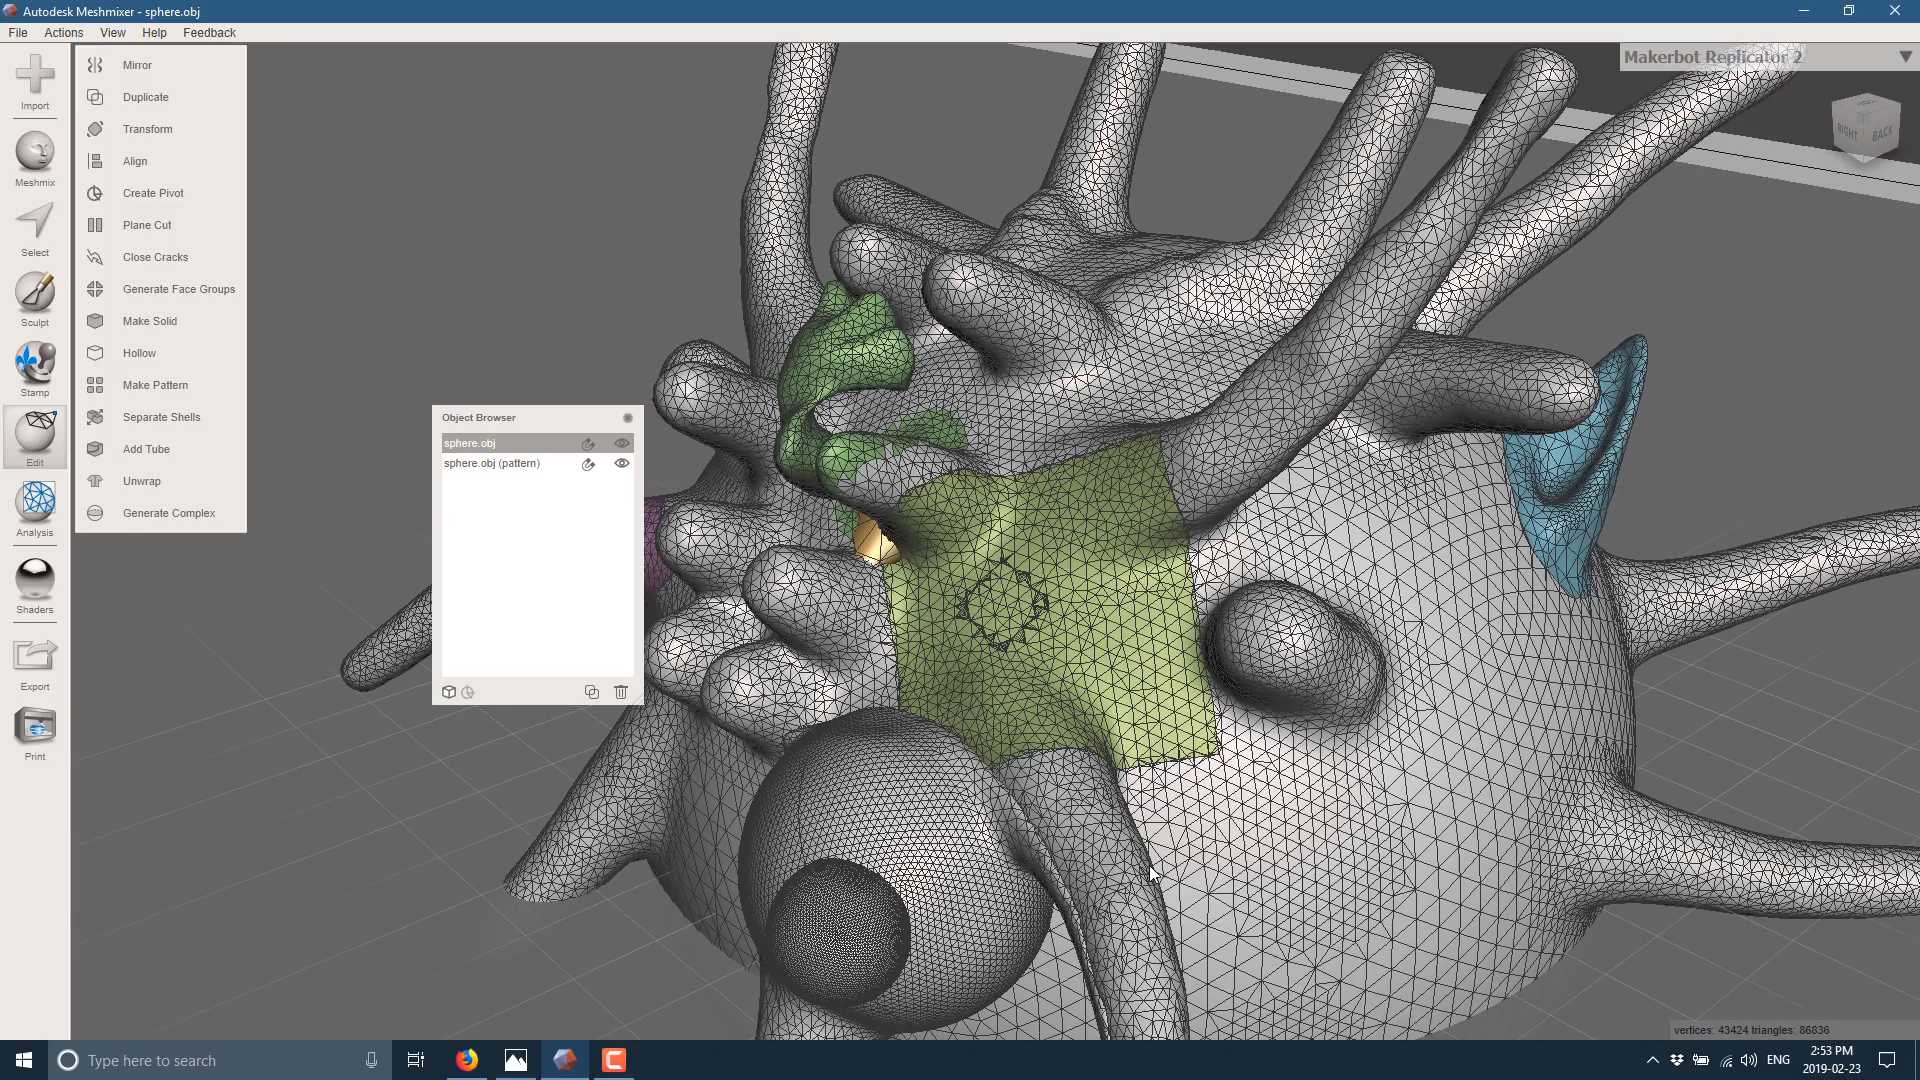 Autodesk Meshmixer - sphere.obj
File Actions View Help Feedback
Import
Meshmix
Select
Sculpt
Stamp
Edit
Analysis
Shaders
Export
Print
Mirror
Duplicate
Transform
Align
Create Pivot
Plane Cut
Close Cracks
Generate Face Groups
Make Solid
Hollow
Make Pattern
Separate Shells
Add Tube
Unwrap
Generate Complex
Object Browser
sphere.obj
sphere.obj (pattern)
Makerbot Replicator 2
RIGHT
BACK
vertices: 43424 triangles: 86836
Type here to search
ENG
2:53 PM
2019-02-23